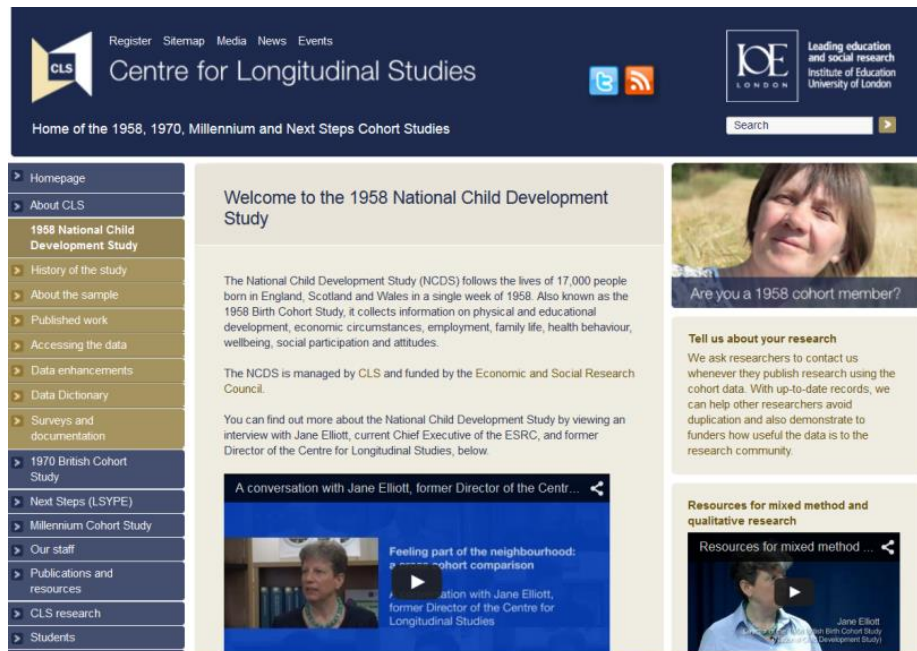 Register Sitemap Media News Events
CLS
Centre for Longitudinal Studies
Home of the 1958, 1970, Millennium and Next Steps Cohort Studies
IOE
LONDON
Leading education
and social research
Institute of Education
University of London
Search
Homepage
About CLS
1958 National Child
Development Study
History of the study
About the sample
Published work
Accessing the data
Data enhancements
Data Dictionary
Surveys and
documentation
1970 British Cohort
Study
Next Steps (LSYPE)
Millennium Cohort Study
Our staff
Publications and
resources
CLS research
Students
Welcome to the 1958 National Child Development
Study
The National Child Development Study (NCDS) follows the lives of 17,000 people
born in England, Scotland and Wales in a single week of 1958. Also known as the
1958 Birth Cohort Study, it collects information on physical and educational
development, economic circumstances, employment, family life, health behaviour,
wellbeing, social participation and attitudes.
The NCDS is managed by CLS and funded by the Economic and Social Research
Council.
You can find out more about the National Child Development Study by viewing an
interview with Jane Elliott, current Chief Executive of the ESRC, and former
Director of the Centre for Longitudinal Studies, below.
A conversation with Jane Elliott, former Director of the Centr...
Feeling part of the neighbourhood:
a cross cohort comparison
A conversation with Jane Elliott,
former Director of the Centre for
Longitudinal Studies
Are you a 1958 cohort member?
Tell us about your research
We ask researchers to contact us
whenever they publish research using the
cohort data. With up-to-date records, we
can help other researchers avoid
duplication and also demonstrate to
funders how useful the data is to the
research community.
Resources for mixed method and
qualitative research
Resources for mixed method ...
Jane Elliott
British Birth Cohort Study
Development Study)